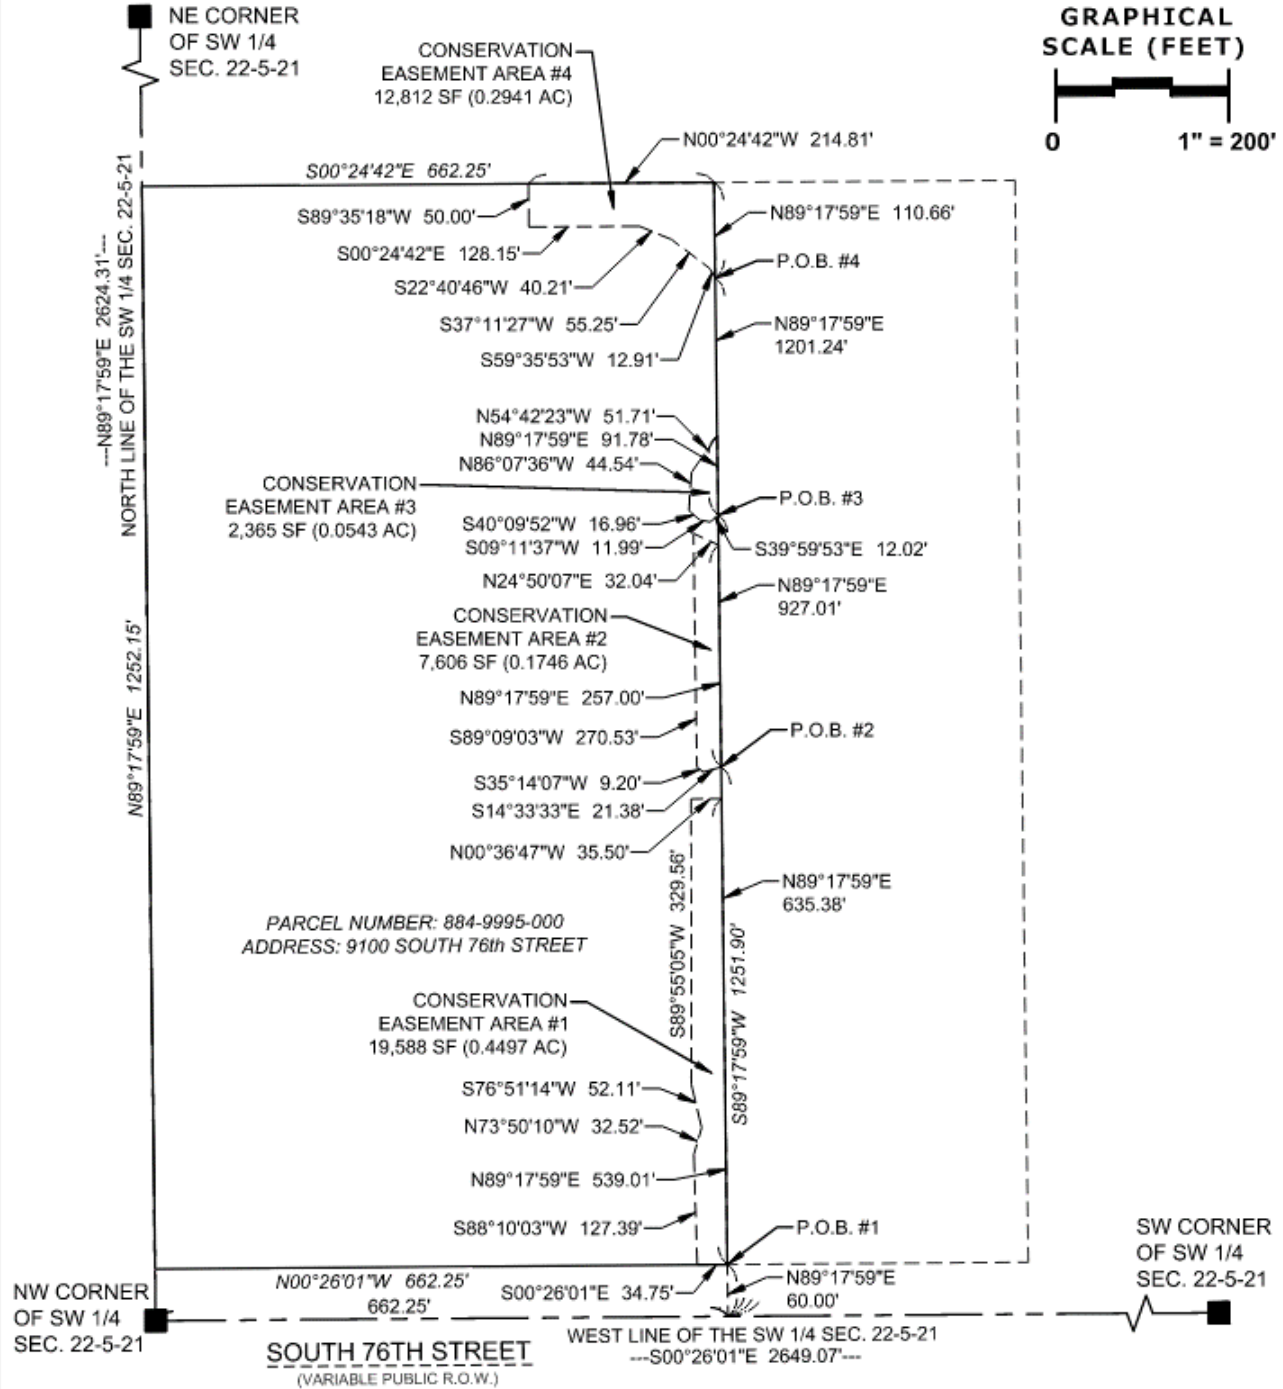 NE CORNER
OF SW 1/4
SEC. 22-5-21
GRAPHICAL
SCALE (FEET)
0 1" = 200'
CONSERVATION
EASEMENT AREA #4
12,812 SF (0.2941 AC)
N00°24'42"W 214.81'
S00°24'42"E 662.25'
S89°35'18"W 50.00'
N89°17'59"E 110.66'
S00°24'42"E 128.15'
P.O.B. #4
S22°40'46"W 40.21'
S37°11'27"W 55.25'
N89°17'59"E
1201.24'
S59°35'53"W 12.91'
---N89°17'59"E 2624.31'---
NORTH LINE OF THE SW 1/4 SEC. 22-5-21
N54°42'23"W 51.71'
N89°17'59"E 91.78'
N86°07'36"W 44.54'
CONSERVATION
EASEMENT AREA #3
2,365 SF (0.0543 AC)
P.O.B. #3
S40°09'52"W 16.96'
S09°11'37"W 11.99'
S39°59'53"E 12.02'
N24°50'07"E 32.04'
N89°17'59"E
927.01'
CONSERVATION
EASEMENT AREA #2
7,606 SF (0.1746 AC)
N89°17'59"E 257.00'
S89°09'03"W 270.53'
P.O.B. #2
S35°14'07"W 9.20'
S14°33'33"E 21.38'
N00°36'47"W 35.50'
N89°17'59"E 1252.15'
S89°55'05"W 329.56'
N89°17'59"E
635.38'
PARCEL NUMBER: 884-9995-000
ADDRESS: 9100 SOUTH 76th STREET
S89°17'59"W 1251.90'
CONSERVATION
EASEMENT AREA #1
19,588 SF (0.4497 AC)
S76°51'14"W 52.11'
N73°50'10"W 32.52'
N89°17'59"E 539.01'
S88°10'03"W 127.39'
P.O.B. #1
SW CORNER
OF SW 1/4
SEC. 22-5-21
N00°26'01"W 662.25'
662.25'
S00°26'01"E 34.75'
N89°17'59"E
60.00'
NW CORNER
OF SW 1/4
SEC. 22-5-21
WEST LINE OF THE SW 1/4 SEC. 22-5-21
---S00°26'01"E 2649.07'---
SOUTH 76TH STREET
(VARIABLE PUBLIC R.O.W.)